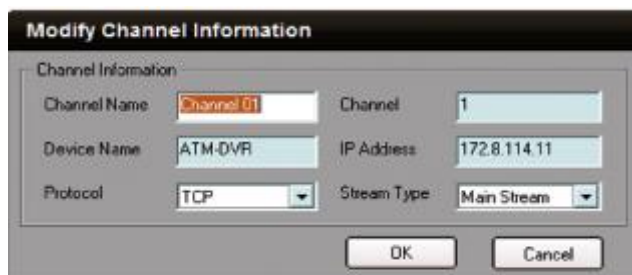 Modify Channel Information
Channel Information
Channel Name Channel 01 Channel 1
Device Name ATM-DVR IP Address 172.8.114.11
Protocol TCP Stream Type Main Stream
OK Cancel